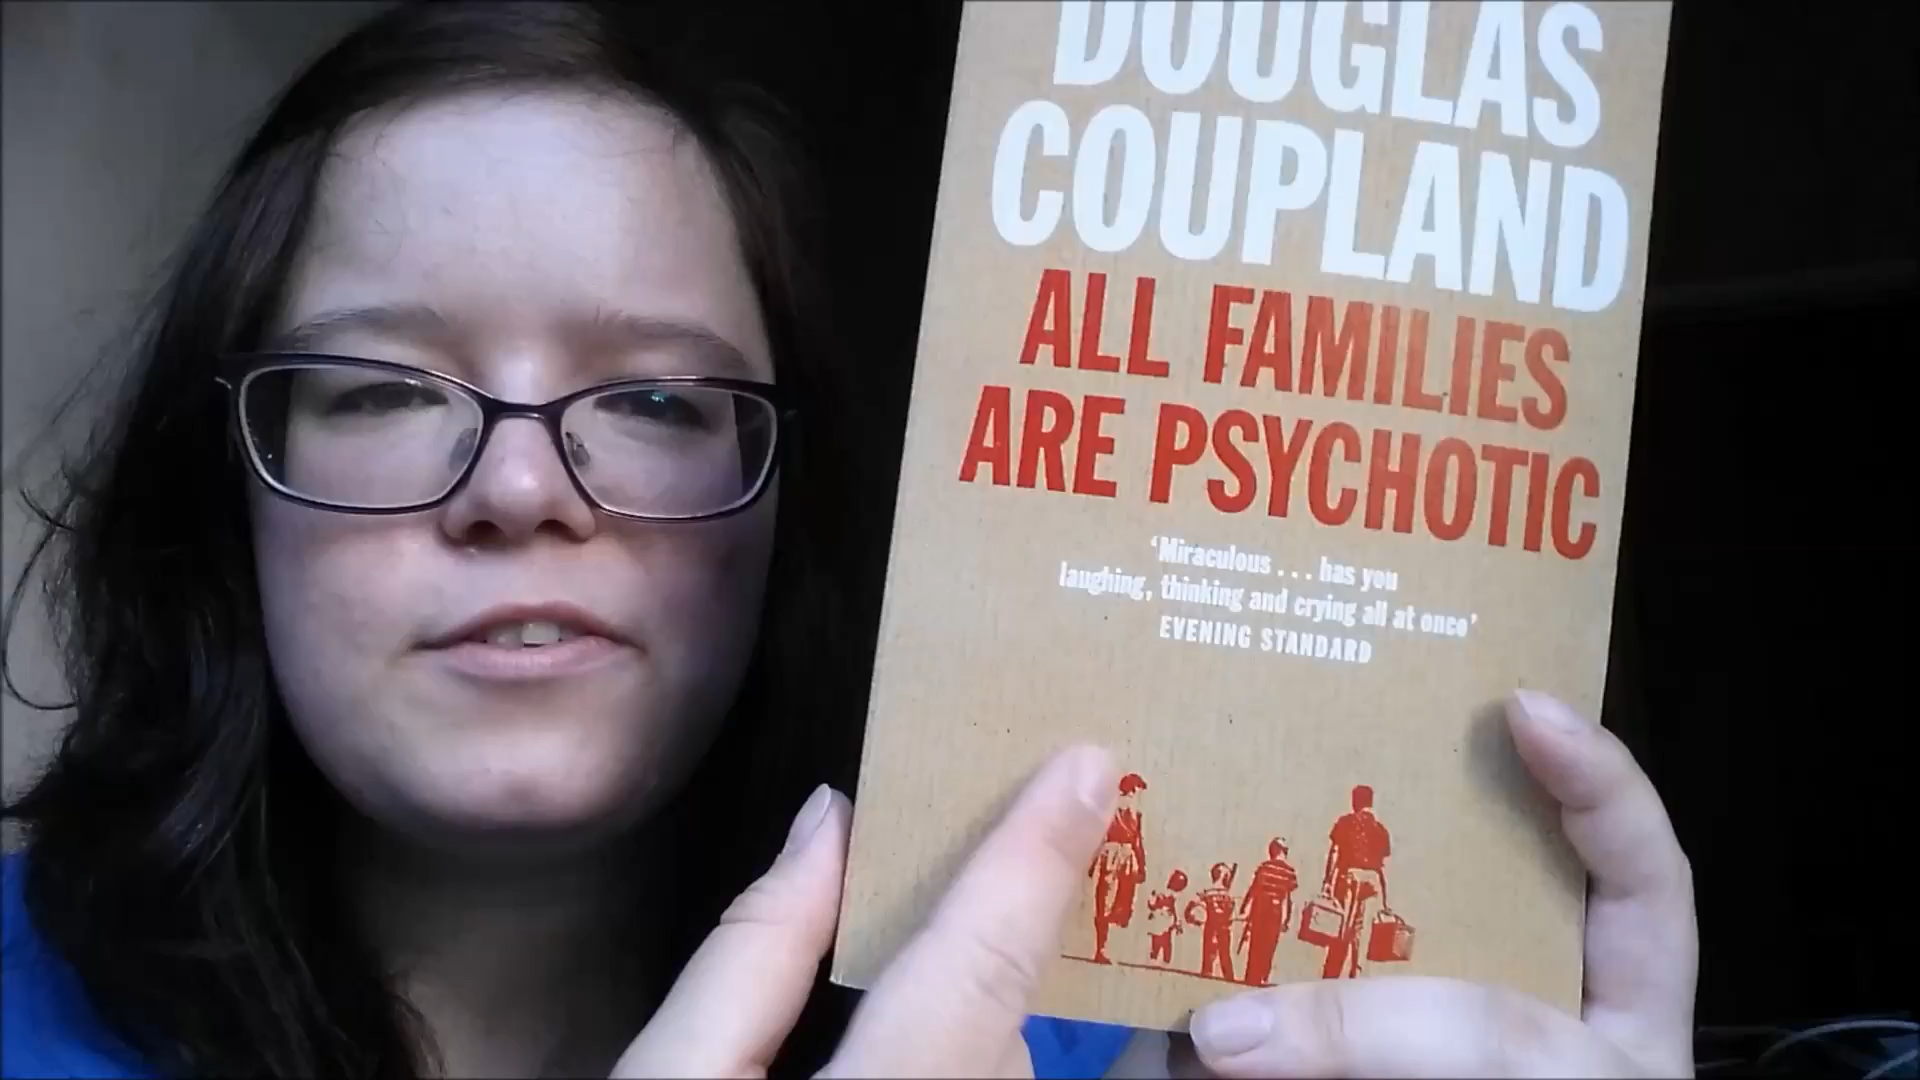 DOUGLAS
COUPLAND
ALL FAMILIES
ARE PSYCHOTIC
‘Miraculous . . . has you
laughing, thinking and crying all at once’
EVENING STANDARD